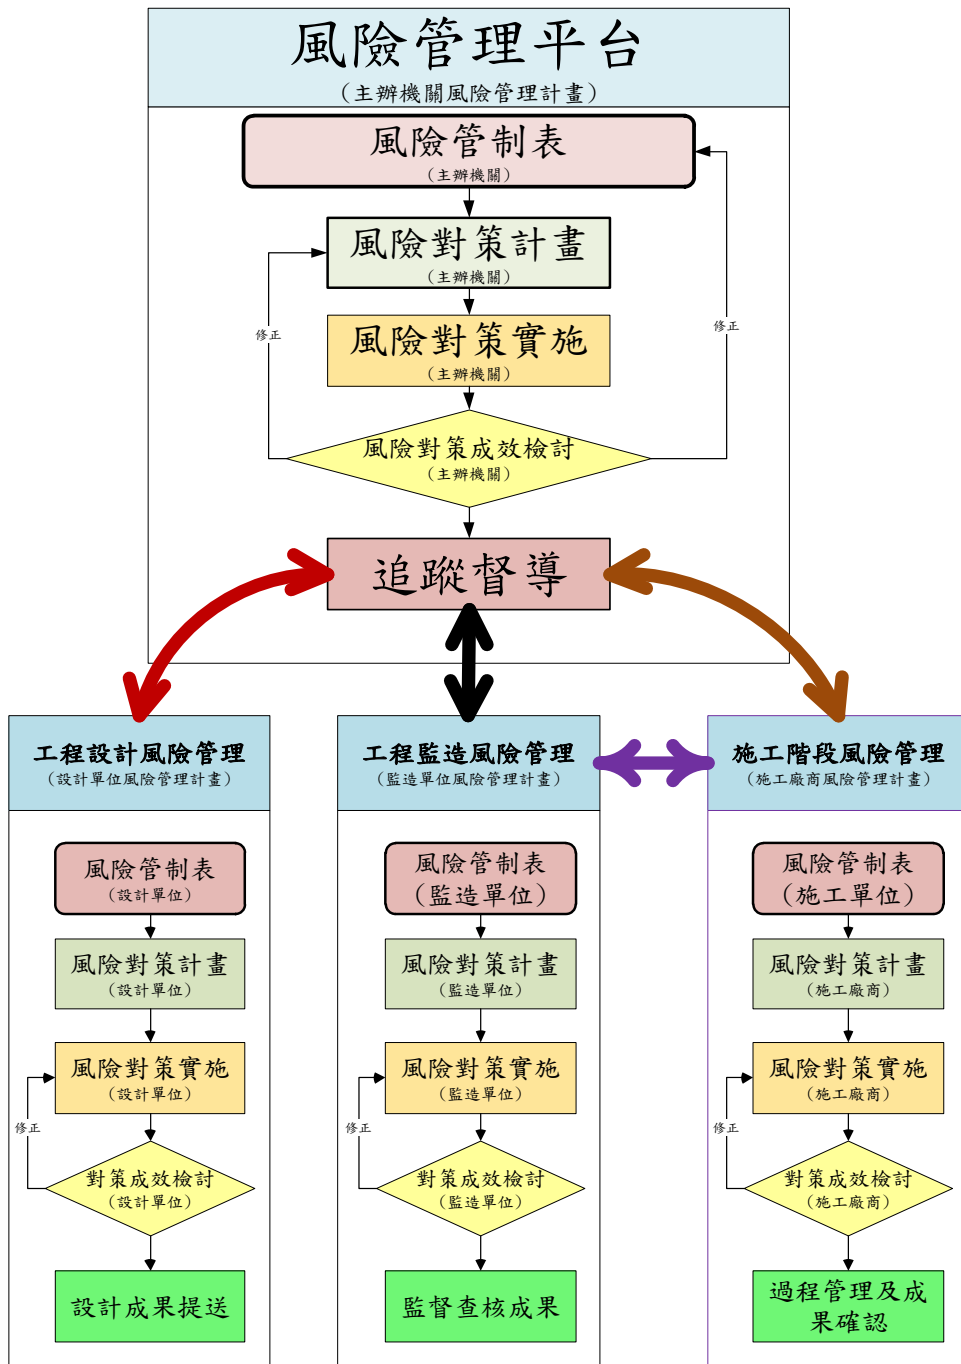 風險管理平台
（主辦機關風險管理計畫）
風險管制表
（主辦機關）
風險對策計畫
（主辦機關）
修正
修正
風險對策實施
（主辦機關）
風險對策成效檢討
（主辦機關）
追蹤督導
工程設計風險管理
（設計單位風險管理計畫）
風險管制表
（設計單位）
風險對策計畫
（設計單位）
風險對策實施
（設計單位）
修正
對策成效檢討
（設計單位）
設計成果提送
工程監造風險管理
（監造單位風險管理計畫）
風險管制表
（監造單位）
風險對策計畫
（監造單位）
風險對策實施
（監造單位）
修正
對策成效檢討
（監造單位）
監督查核成果
施工階段風險管理
（施工廠商風險管理計畫）
風險管制表
（施工單位）
風險對策計畫
（施工廠商）
風險對策實施
（施工廠商）
修正
對策成效檢討
（施工廠商）
過程管理及成
果確認